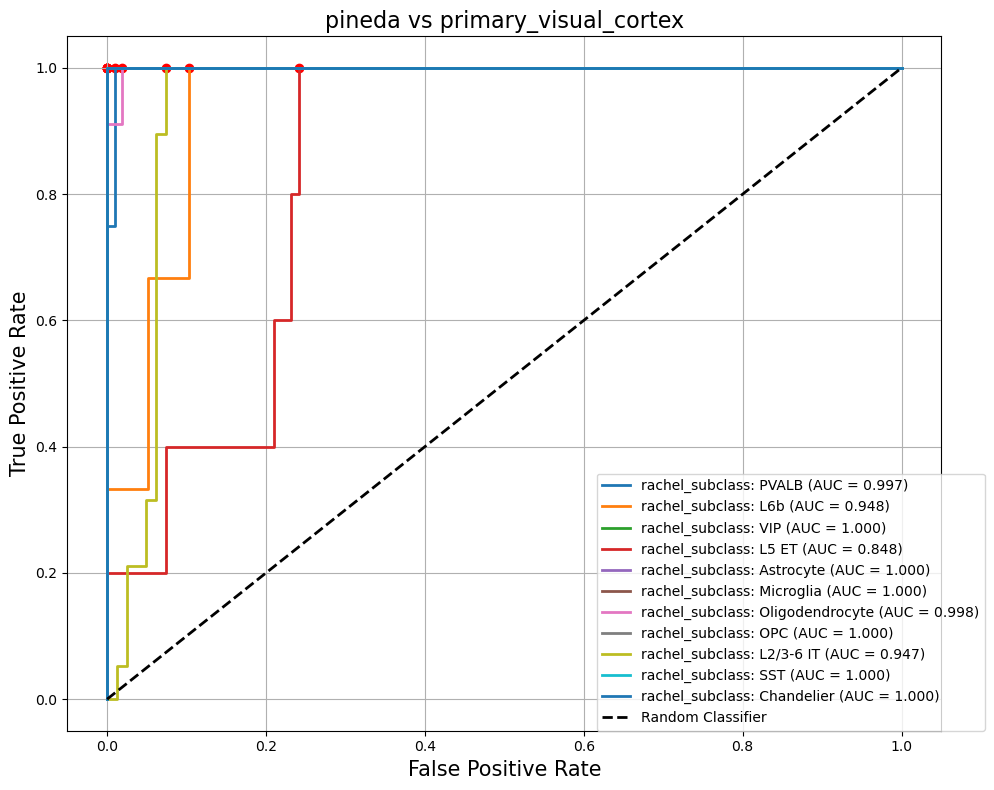 pineda vs primary_visual_cortex
True Positive Rate
1.0
0.8
0.6
0.4
0.2
0.0
rachel_subclass: PVALB (AUC = 0.997)
rachel_subclass: L6b (AUC = 0.948)
rachel_subclass: VIP (AUC = 1.000)
rachel_subclass: L5 ET (AUC = 0.848)
rachel_subclass: Astrocyte (AUC = 1.000)
rachel_subclass: Microglia (AUC = 1.000)
rachel_subclass: Oligodendrocyte (AUC = 0.998)
rachel_subclass: OPC (AUC = 1.000)
rachel_subclass: L2/3-6 IT (AUC = 0.947)
rachel_subclass: SST (AUC = 1.000)
rachel_subclass: Chandelier (AUC = 1.000)
Random Classifier
0.0 0.2 0.4 0.6 0.8 1.0
False Positive Rate